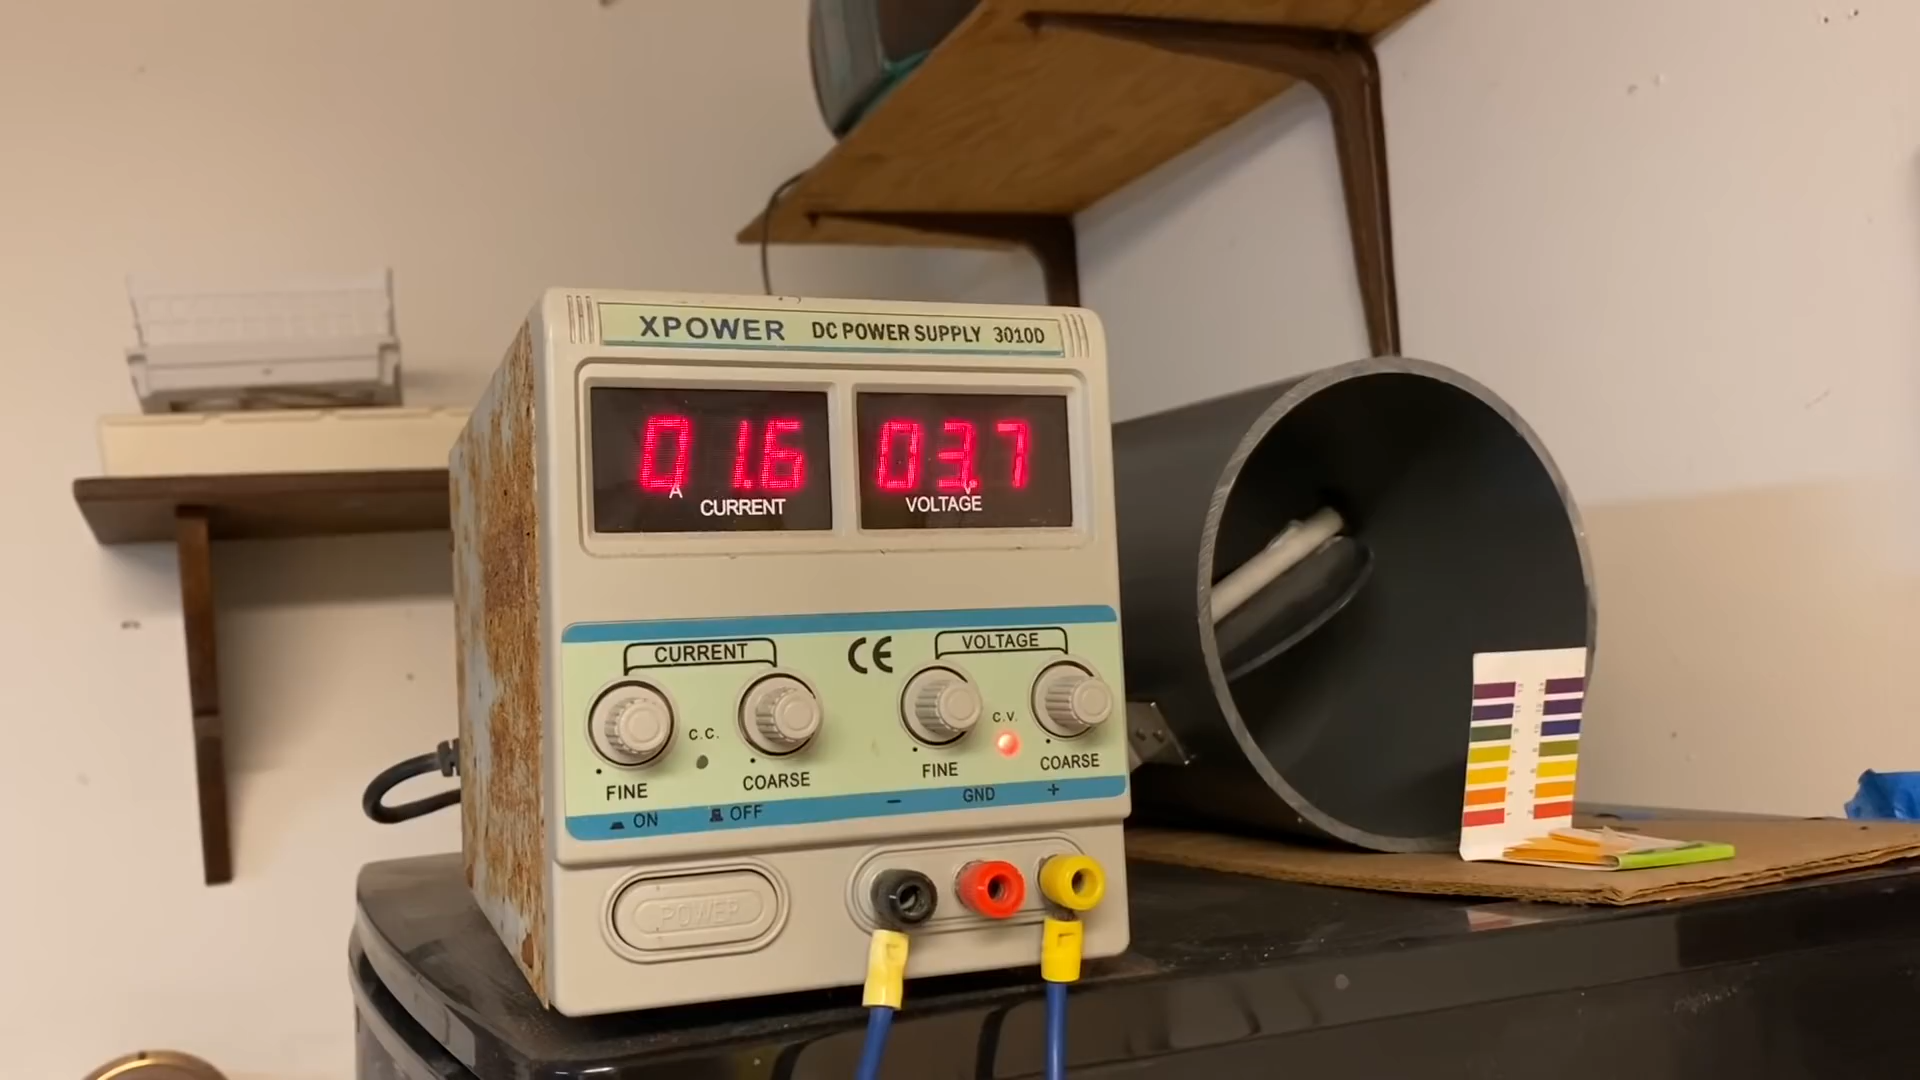 XPOWER DC POWER SUPPLY 3010D
01.6 03.7
A V
CURRENT VOLTAGE
CURRENT CE VOLTAGE
C.C. C.V.
FINE COARSE FINE COARSE
ON OFF - GND +
POWER